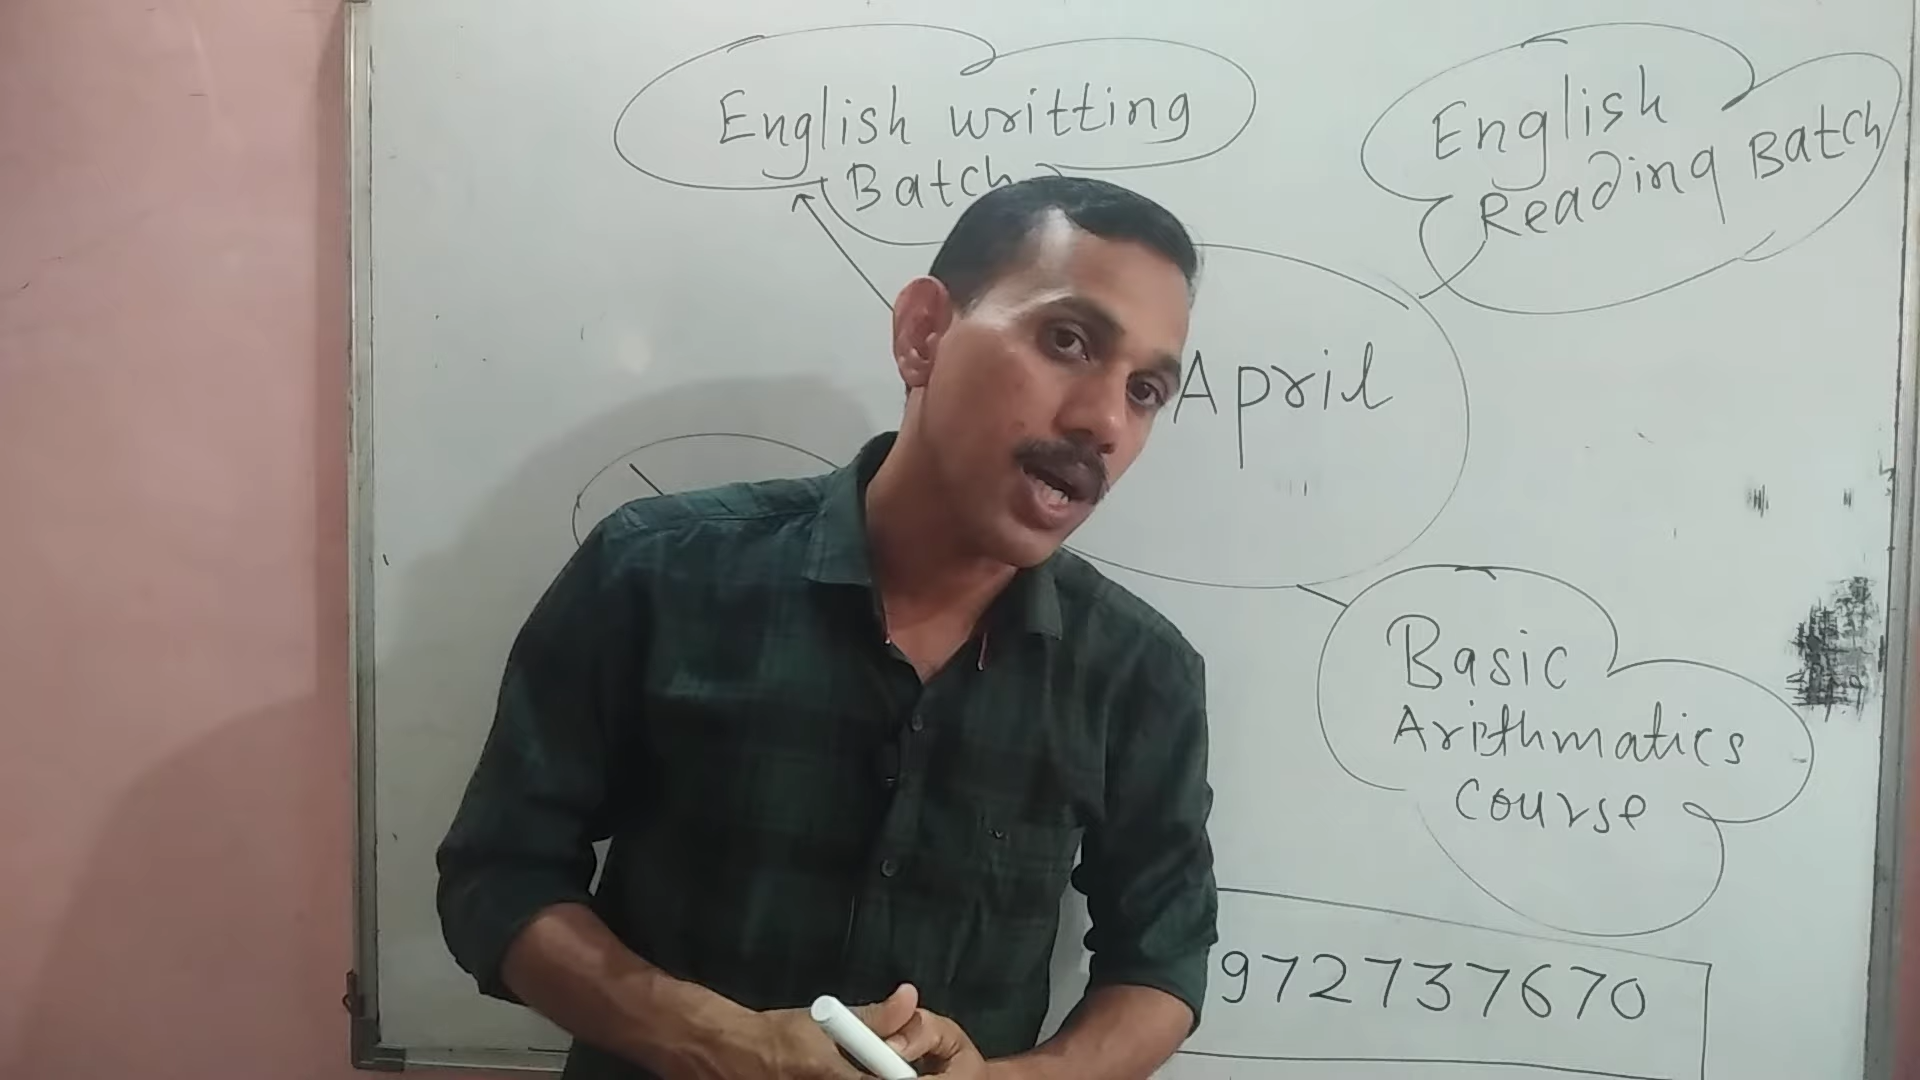 English writting
Batch
English
Reading Batch
April
Basic
Arithmatics
course
972737670